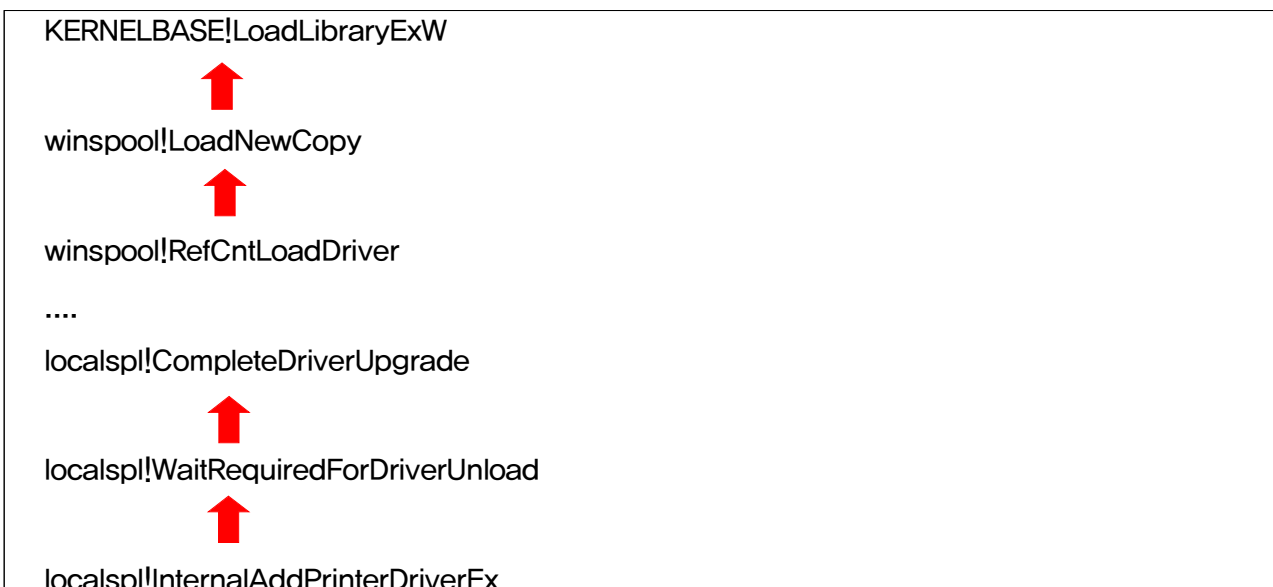 KERNELBASE!LoadLibraryExW
winspool!LoadNewCopy
winspool!RefCntLoadDriver
....
localspl!CompleteDriverUpgrade
localspl!WaitRequiredForDriverUnload
localspl!InternalAddPrinterDriverEx